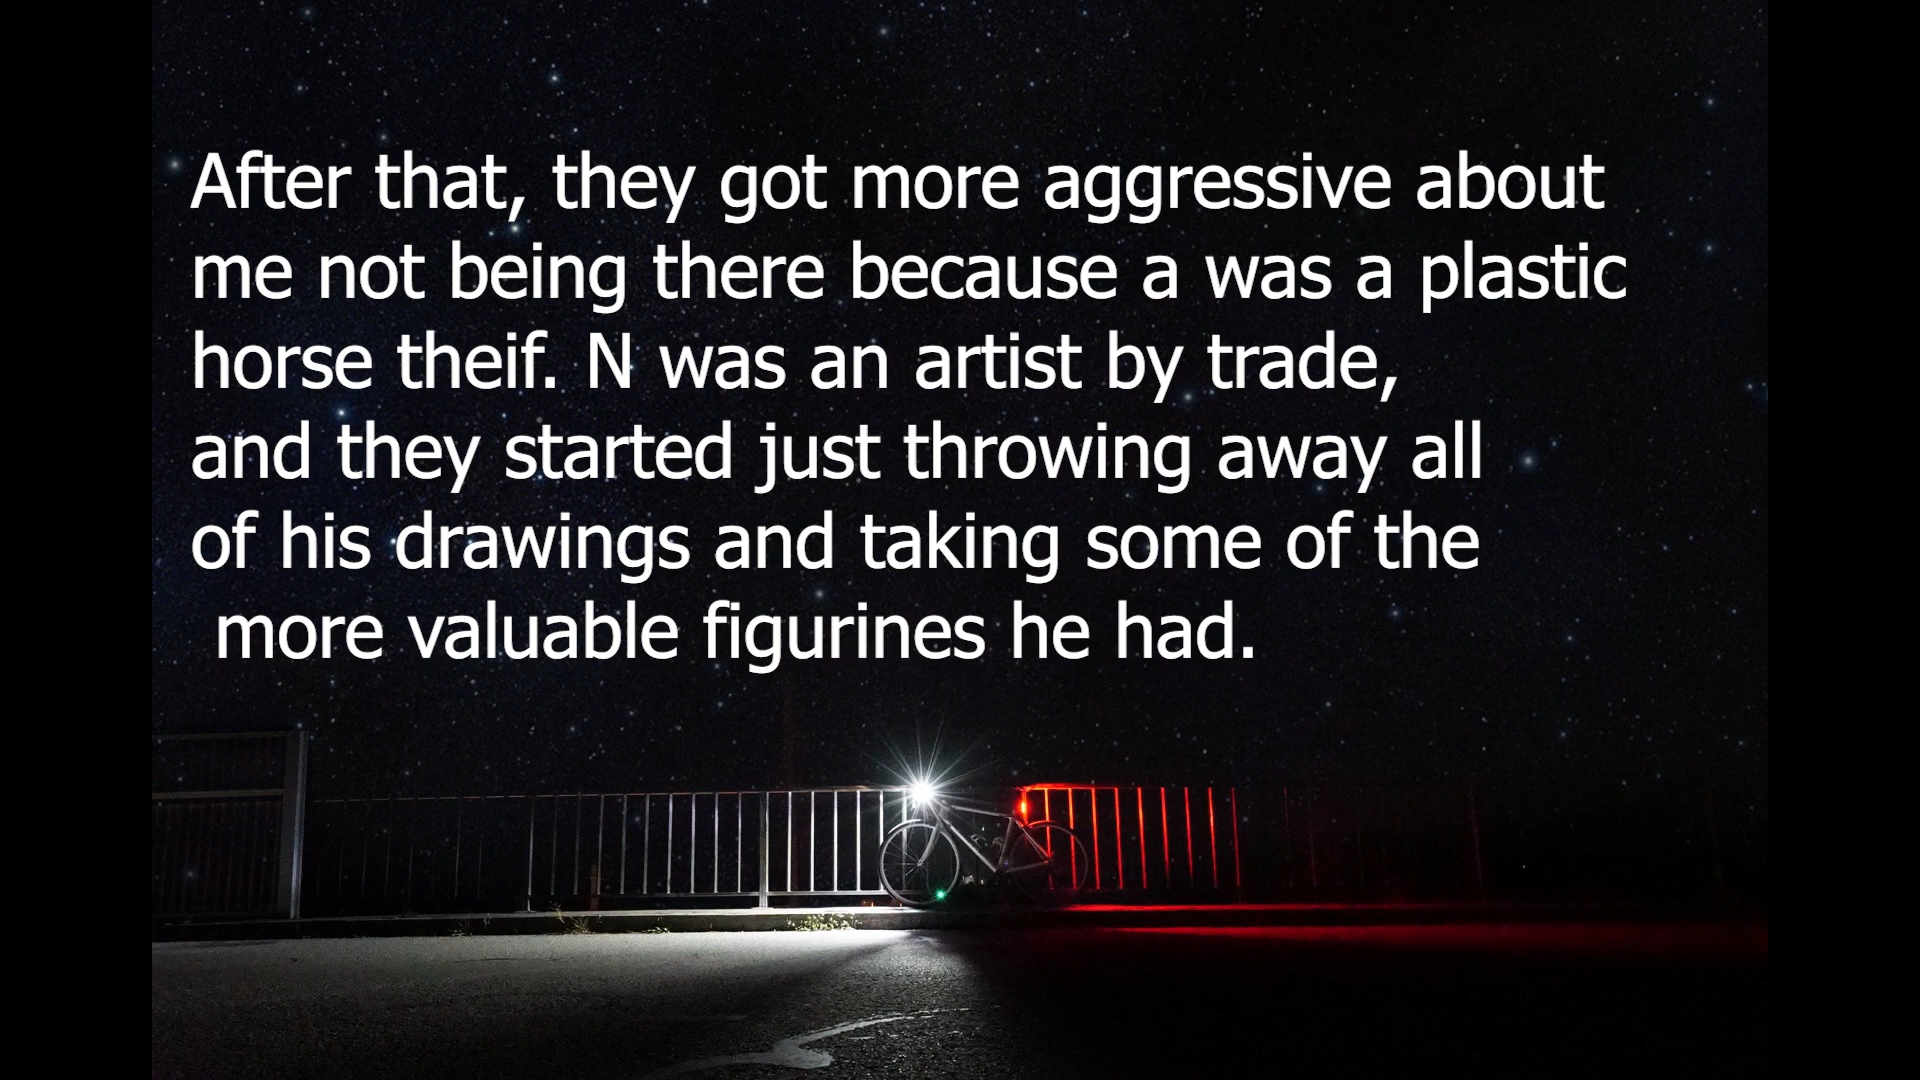 After that, they got more aggressive about
me not being there because a was a plastic
horse theif. N was an artist by trade,
and they started just throwing away all
of his drawings and taking some of the
more valuable figurines he had.